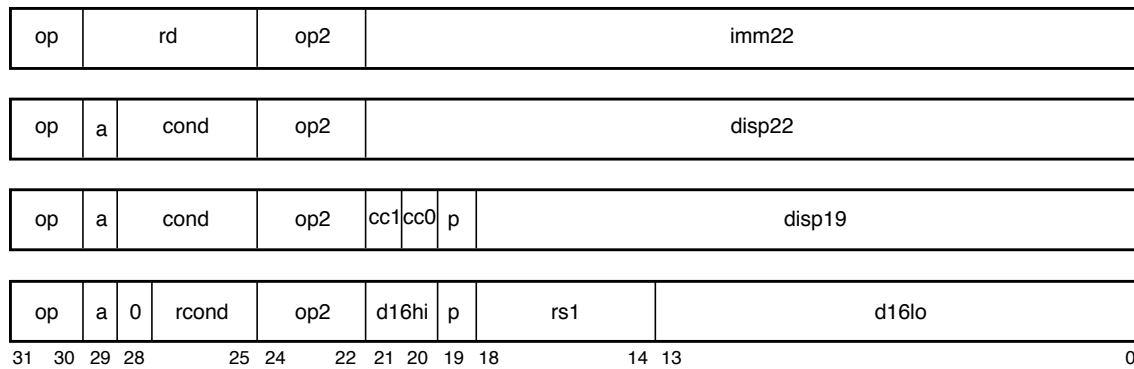 op rd op2 imm22
op a cond op2 disp22
op a cond op2 cc1 cc0 p disp19
op a 0 rcond op2 d16hi p rs1 d16lo
31 30 29 28 25 24 22 21 20 19 18 14 13 0